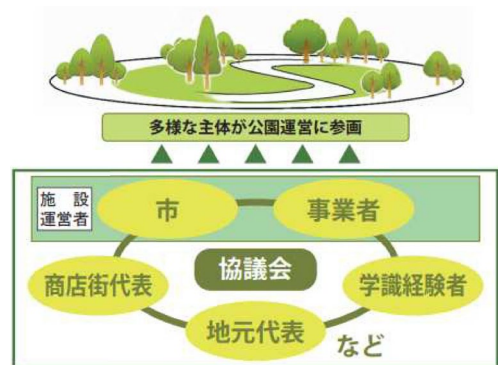 多様な主体が公園運営に参画
施 設
運営者
市
事業者
協議会
商店街代表
学識経験者
地元代表
など